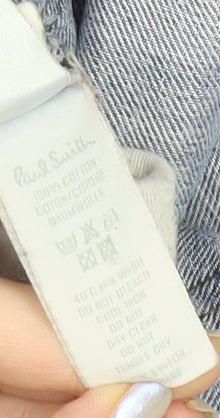 Paul Smith
100% COTTON
COTON/COTONE
BAUMWOLLE
40°C MIN WASH
DO NOT BLEACH
COOL IRON
DO NOT
DRY CLEAN
DO NOT
TUMBLE DRY